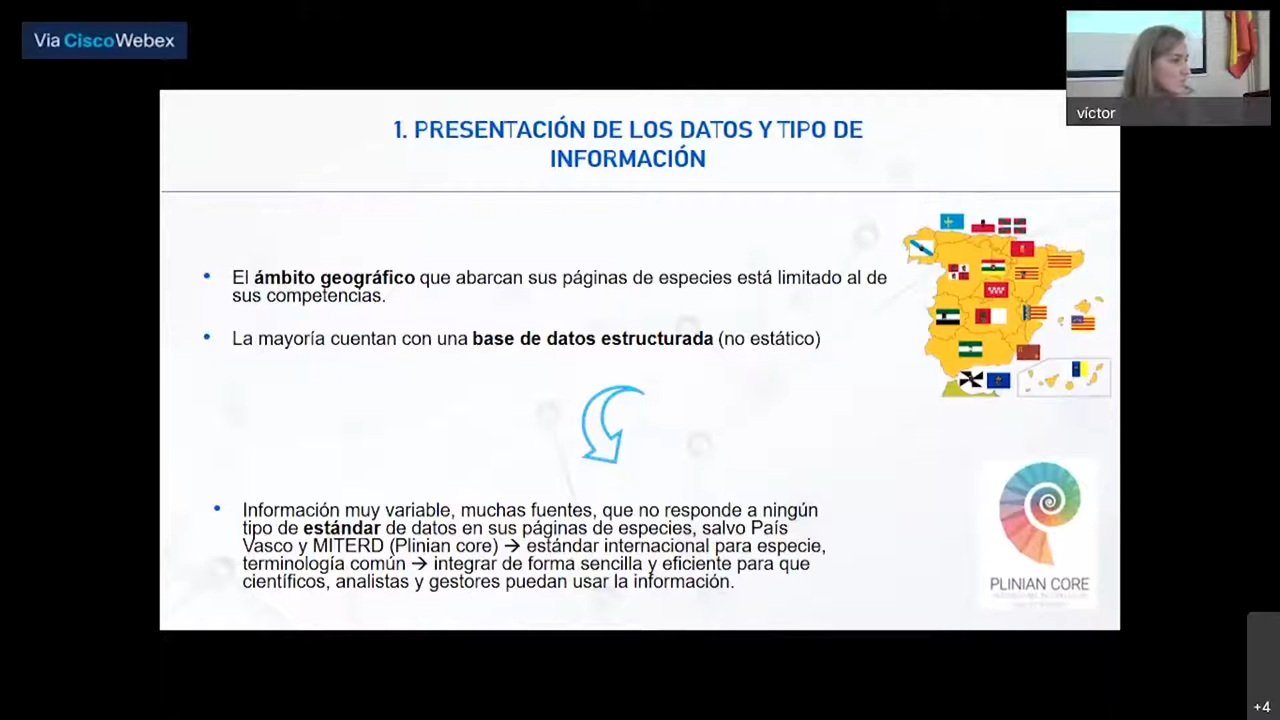 Via Cisco Webex
víctor
1. PRESENTACIÓN DE LOS DATOS Y TIPO DE
INFORMACIÓN
El ámbito geográfico que abarcan sus páginas de especies está limitado al de
sus competencias.
La mayoría cuentan con una base de datos estructurada (no estático)
Información muy variable, muchas fuentes, que no responde a ningún
tipo de estándar de datos en sus páginas de especies, salvo País
Vasco y MITERD (Plinian core) → estándar internacional para especie,
terminología común → integrar de forma sencilla y eficiente para que
científicos, analistas y gestores puedan usar la información.
PLINIAN CORE
+4